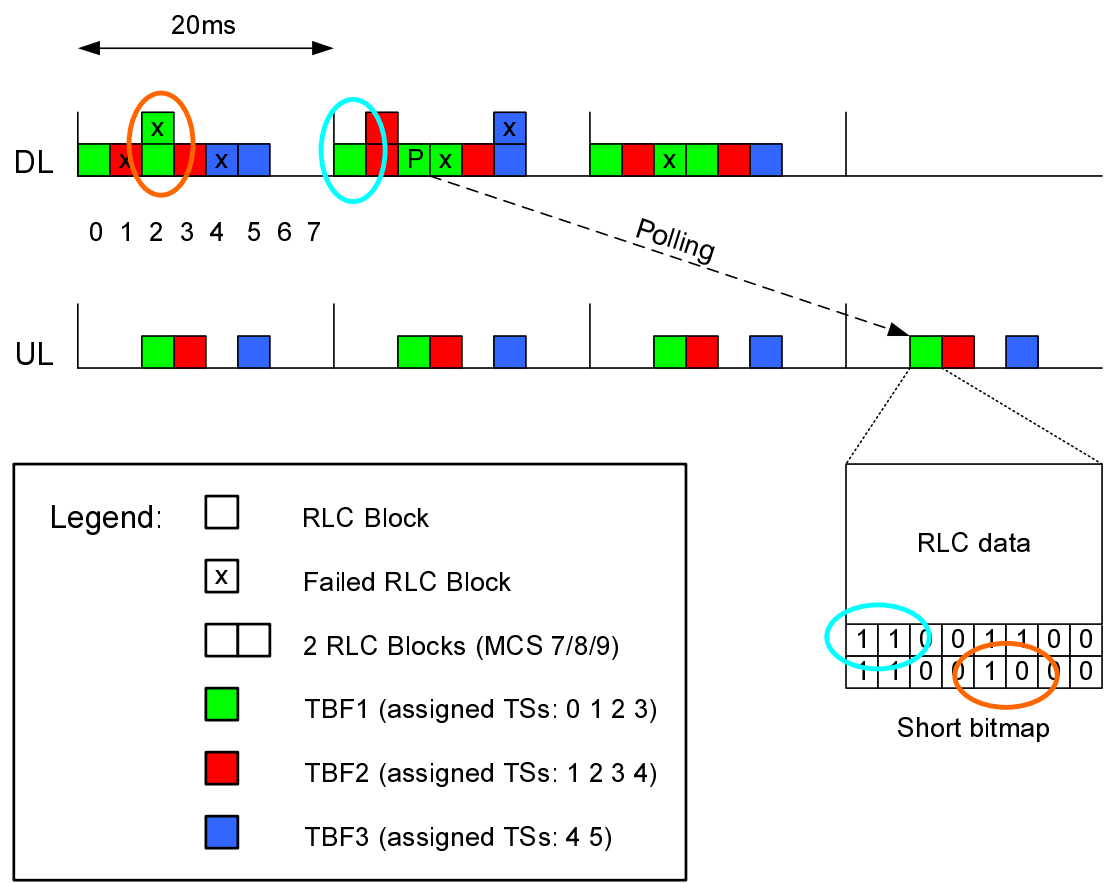 20ms
x
DL
x
x
P
x
x
x
0 1 2 3 4 5 6 7
Polling
UL
Legend:
RLC Block
x
Failed RLC Block
2 RLC Blocks (MCS 7/8/9)
TBF1 (assigned TSs: 0 1 2 3)
TBF2 (assigned TSs: 1 2 3 4)
TBF3 (assigned TSs: 4 5)
RLC data
1 1 0 0 1 1 0 0
1 1 0 0 1 0 0 0
Short bitmap